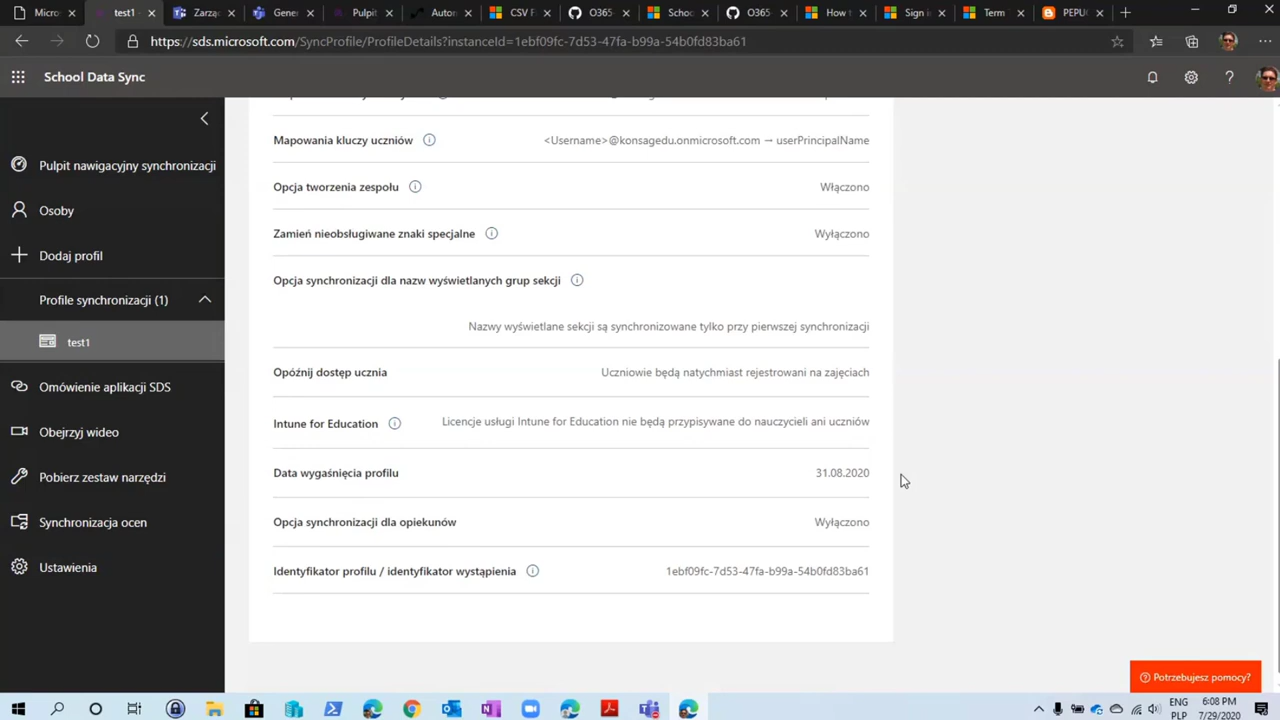 Micro
test1
Zarzą
Gener
Pulpit
Auton
CSV F
O365
Schoo
O365
How t
Sign i
Term
PEPUG
https://sds.microsoft.com/SyncProfile/ProfileDetails?instanceId=1ebf09fc-7d53-47fa-b99a-54b0fd83ba61
School Data Sync
Pulpit nawigacyjny synchronizacji
Osoby
Dodaj profil
Profile synchronizacji (1)
test1
Omówienie aplikacji SDS
Obejrzyj wideo
Pobierz zestaw narzędzi
Synchronizacja ocen
Ustawienia
Mapowania kluczy uczniów <Username>@konsagedu.onmicrosoft.com → userPrincipalName
Opcja tworzenia zespołu Włączono
Zamień nieobsługiwane znaki specjalne Wyłączono
Opcja synchronizacji dla nazw wyświetlanych grup sekcji
Nazwy wyświetlane sekcji są synchronizowane tylko przy pierwszej synchronizacji
Opóźnij dostęp ucznia Uczniowie będą natychmiast rejestrowani na zajęciach
Intune for Education Licencje usługi Intune for Education nie będą przypisywane do nauczycieli ani uczniów
Data wygaśnięcia profilu 31.08.2020
Opcja synchronizacji dla opiekunów Wyłączono
Identyfikator profilu / identyfikator wystąpienia 1ebf09fc-7d53-47fa-b99a-54b0fd83ba61
Potrzebujesz pomocy?
ENG 6:08 PM
PLP 7/29/2020